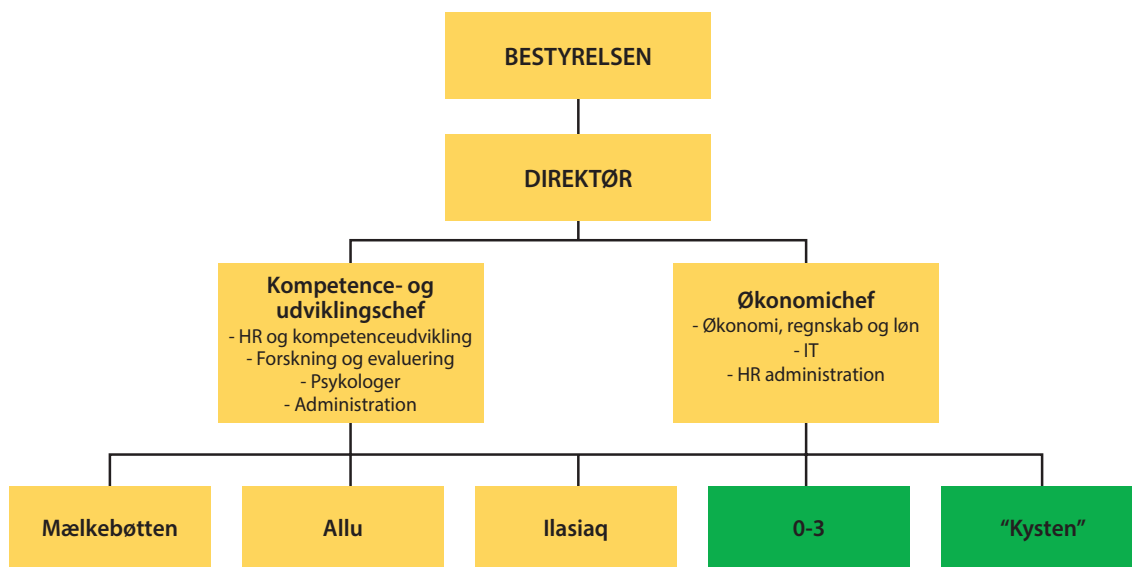 BESTYRELSEN
DIREKTØR
Kompetence- og
udviklingschef
- HR og kompetenceudvikling
- Forskning og evaluering
- Psykologer
- Administration
Økonomichef
- Økonomi, regnskab og løn
- IT
- HR administration
Mælkebøtten
Allu
Ilasiaq
0-3
“Kysten”